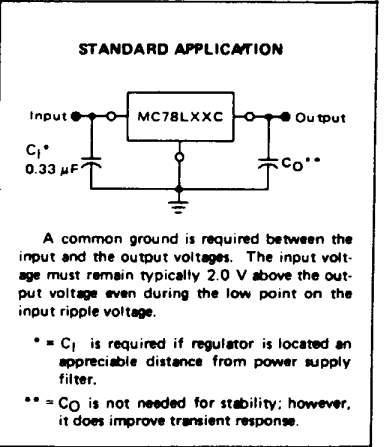 STANDARD APPLICATION
Input
MC78LXXC
Output
CI*
0.33 μF
CO**
A common ground is required between the
input and the output voltages. The input volt-
age must remain typically 2.0 V above the out-
put voltage even during the low point on the
input ripple voltage.
* = CI is required if regulator is located an
appreciable distance from power supply
filter.
** = CO is not needed for stability; however,
it does improve transient response.